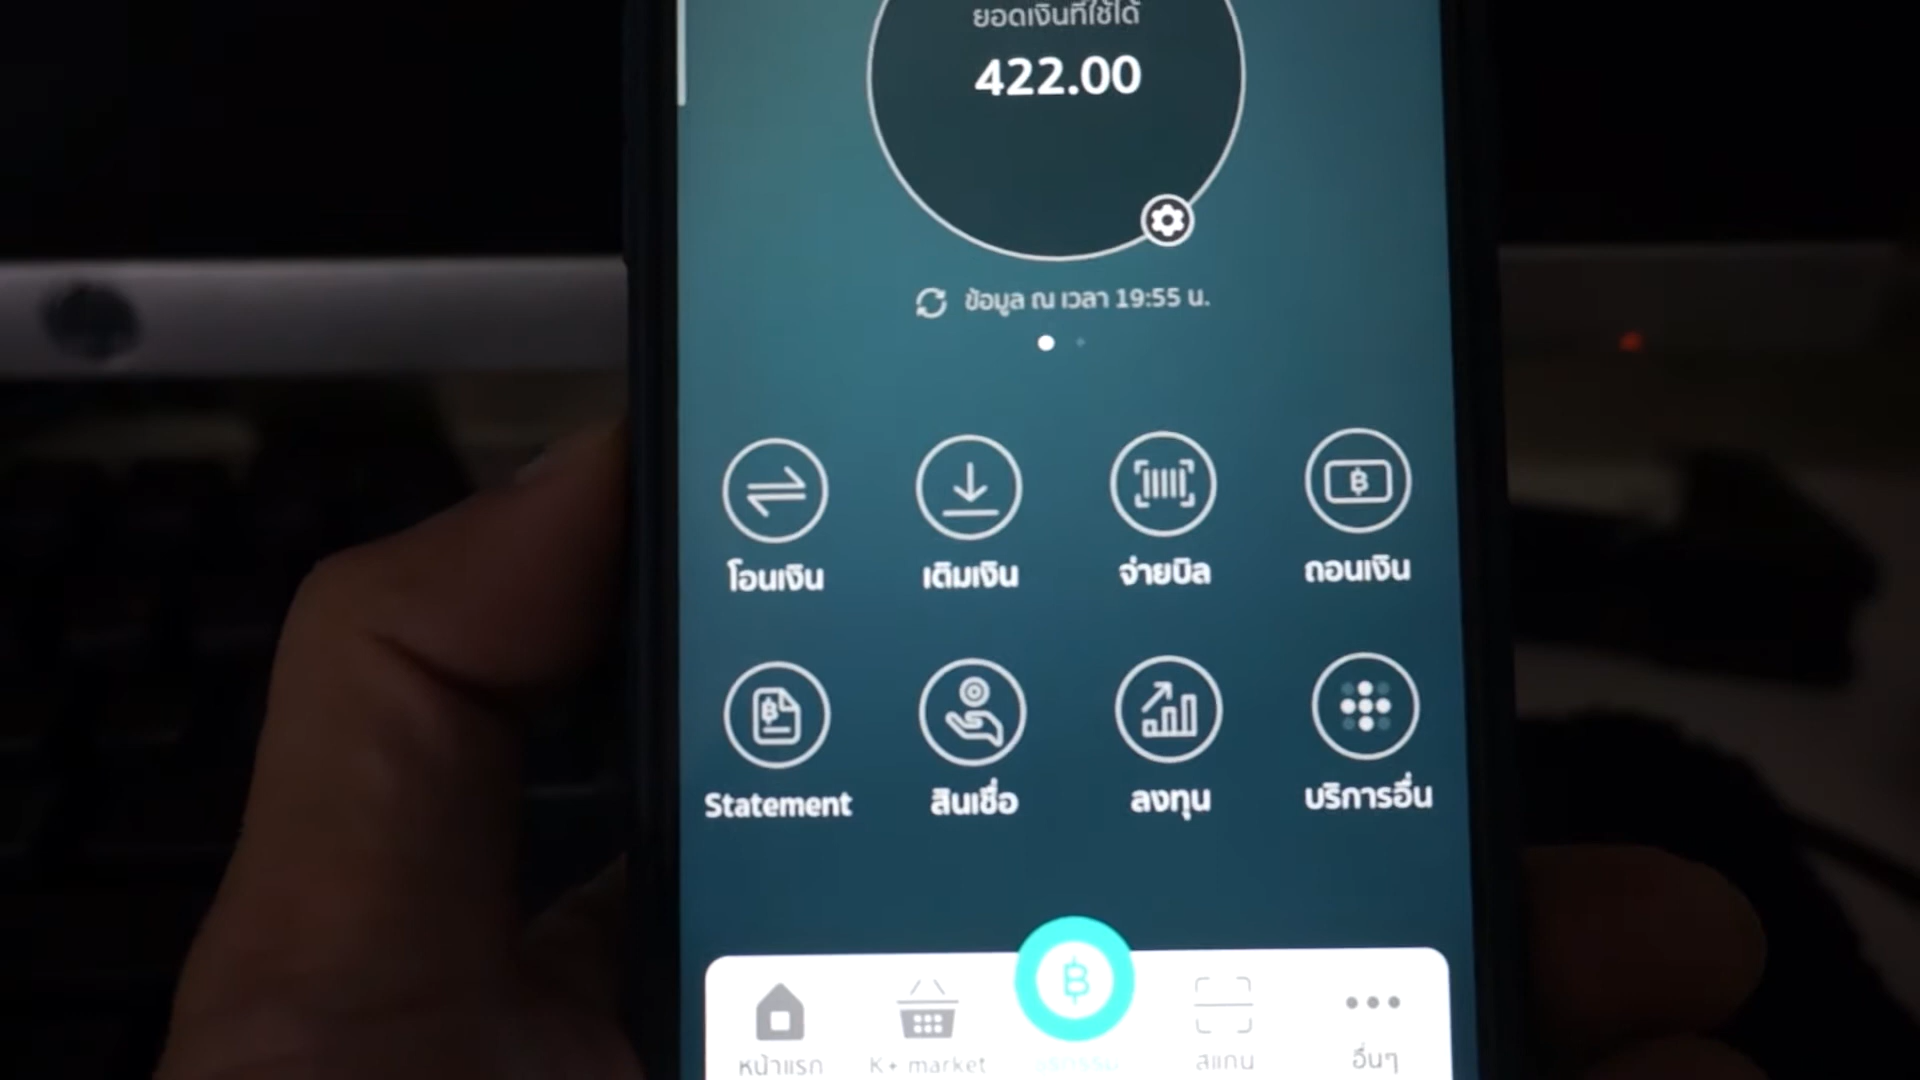 ยอดเงินที่ใช้ได้
422.00
ข้อมูล ณ เวลา 19:55 น.
โอนเงิน
เติมเงิน
จ่ายบิล
ถอนเงิน
Statement
สินเชื่อ
ลงทุน
บริการอื่น
หน้าแรก
K+ market
สแกน
อื่นๆ